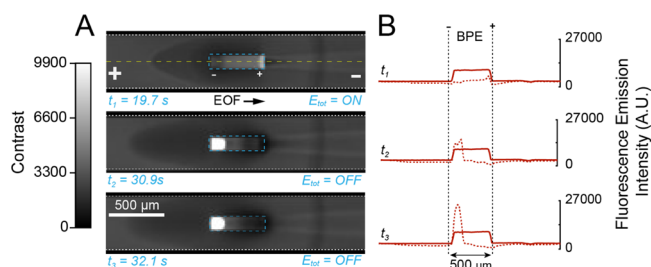 A
B
9900
6600
3300
0
Contrast
+
−
−
+
t1 = 19.7 s
EOF
Etot = ON
t2 = 30.9s
Etot = OFF
500 µm
t3 = 32.1 s
Etot = OFF
−
BPE
+
27000
t1
0
27000
t2
0
27000
t3
0
500 µm
Fluorescence Emission
Intensity (A.U.)